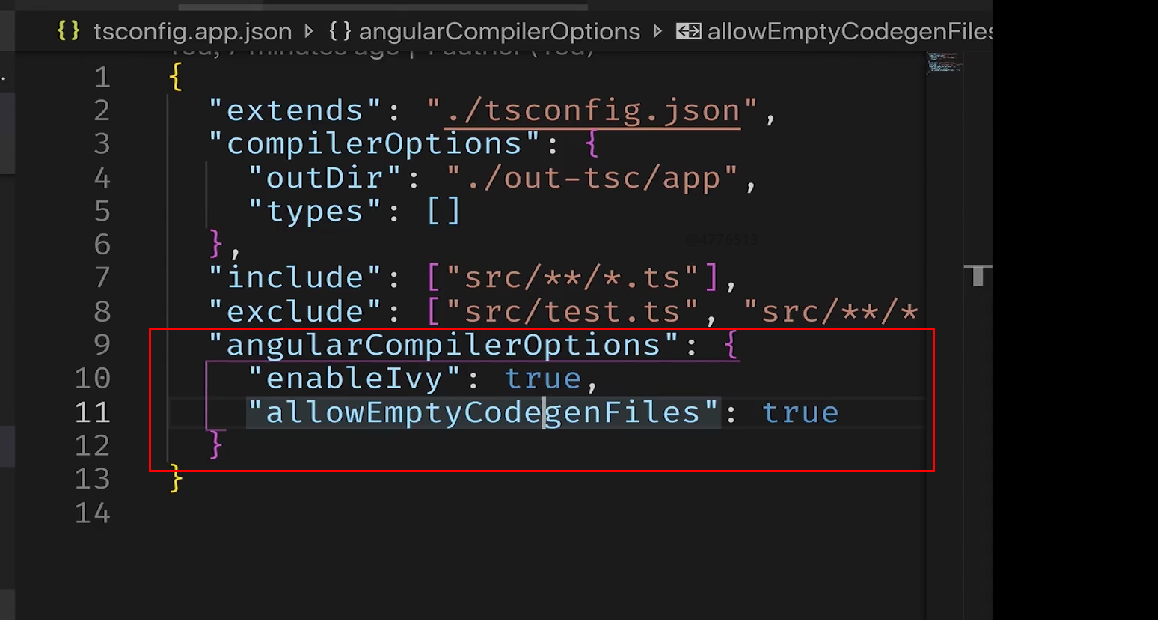 {} tsconfig.app.json {} angularCompilerOptions allowEmptyCodegenFiles
1 {
2 "extends": "./tsconfig.json",
3 "compilerOptions": {
4 "outDir": "./out-tsc/app",
5 "types": []
6 },
7 "include": ["src/**/*.ts"],
8 "exclude": ["src/test.ts", "src/**/*
9 "angularCompilerOptions": {
10 "enableIvy": true,
11 "allowEmptyCodegenFiles": true
12 }
13 }
14